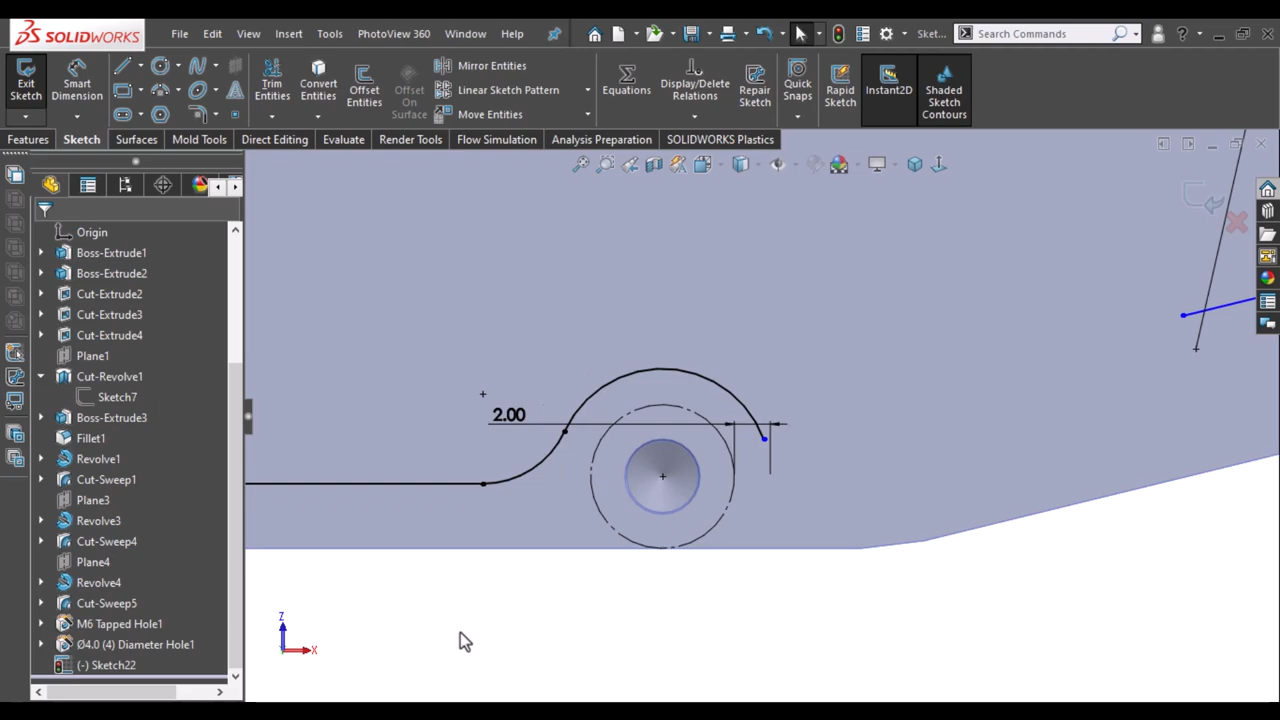 SOLIDWORKS File Edit View Insert Tools PhotoView 360 Window Help Sket... Search Commands
Exit Sketch
Smart Dimension
Trim Entities
Convert Entities
Offset Entities
Offset On Surface
Mirror Entities
Linear Sketch Pattern
Move Entities
Equations
Display/Delete Relations
Repair Sketch
Quick Snaps
Rapid Sketch
Instant2D
Shaded Sketch Contours
Features Sketch Surfaces Mold Tools Direct Editing Evaluate Render Tools Flow Simulation Analysis Preparation SOLIDWORKS Plastics
Origin
Boss-Extrude1
Boss-Extrude2
Cut-Extrude2
Cut-Extrude3
Cut-Extrude4
Plane1
Cut-Revolve1
Sketch7
Boss-Extrude3
Fillet1
Revolve1
Cut-Sweep1
Plane3
Revolve3
Cut-Sweep4
Plane4
Revolve4
Cut-Sweep5
M6 Tapped Hole1
Ø4.0 (4) Diameter Hole1
(-) Sketch22
2.00
Z
X